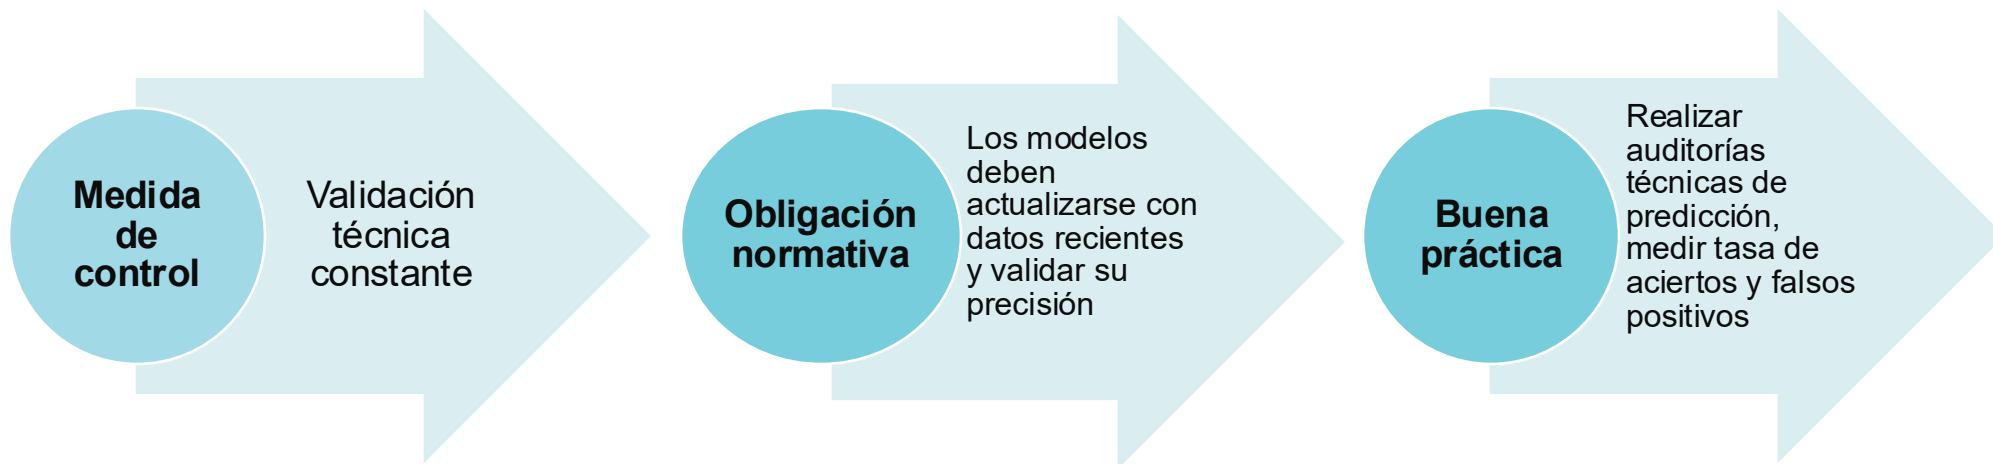 Medida
de
control
Validación
técnica
constante
Obligación
normativa
Los modelos
deben
actualizarse con
datos recientes
y validar su
precisión
Buena
práctica
Realizar
auditorías
técnicas de
predicción,
medir tasa de
aciertos y falsos
positivos